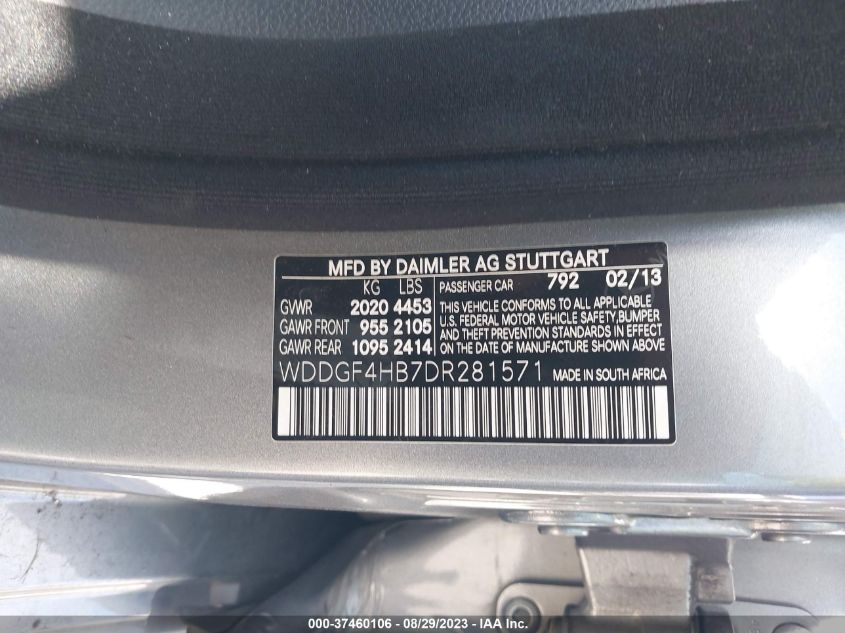 MFD BY DAIMLER AG STUTTGART
KG LBS
GVWR 2020 4453
GAWR FRONT 955 2105
GAWR REAR 1095 2414
PASSENGER CAR 792 02/13
THIS VEHICLE CONFORMS TO ALL APPLICABLE
U.S. FEDERAL MOTOR VEHICLE SAFETY,BUMPER
AND THEFT PREVENTION STANDARDS IN EFFECT
ON THE DATE OF MANUFACTURE SHOWN ABOVE
WDDGF4HB7DR281571 MADE IN SOUTH AFRICA
000-37460106 - 08/29/2023 - COPYRIGHT IAA, LLC.